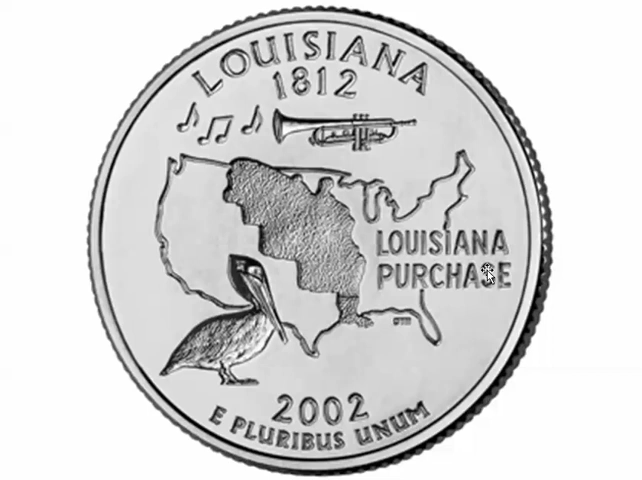 LOUISIANA
1812
LOUISIANA
PURCHASE
2002
E PLURIBUS UNUM